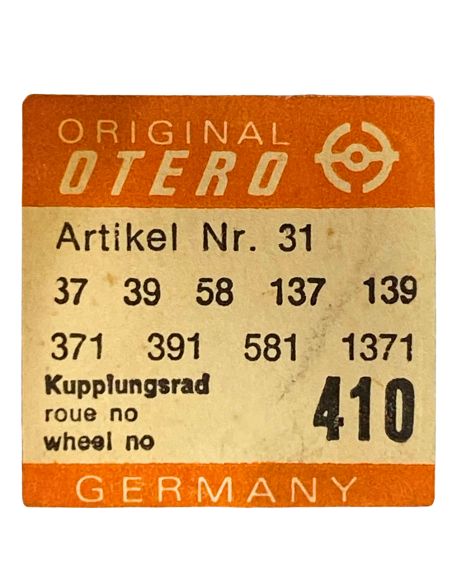 ORIGINAL
OTERO
Artikel Nr. 31
37 39 58 137 139
371 391 581 1371
Kupplungsrad
roue no
wheel no
410
GERMANY